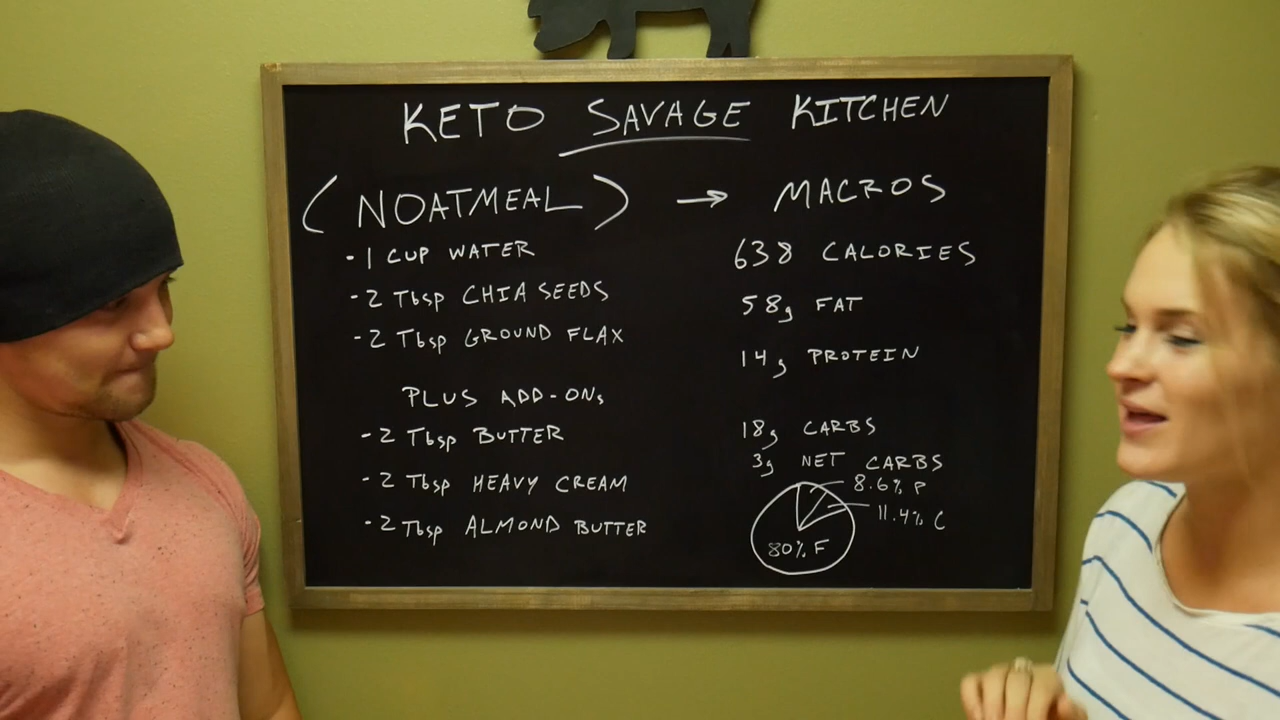 KETO SAVAGE KITCHEN
(NOATMEAL) → MACROS
- 1 CUP WATER
- 2 Tbsp CHIA SEEDS
- 2 Tbsp GROUND FLAX
PLUS ADD-ONs
- 2 Tbsp BUTTER
- 2 Tbsp HEAVY CREAM
- 2 Tbsp ALMOND BUTTER
638 CALORIES
58g FAT
14g PROTEIN
18g CARBS
3g NET CARBS
8.6% P
11.4% C
80% F